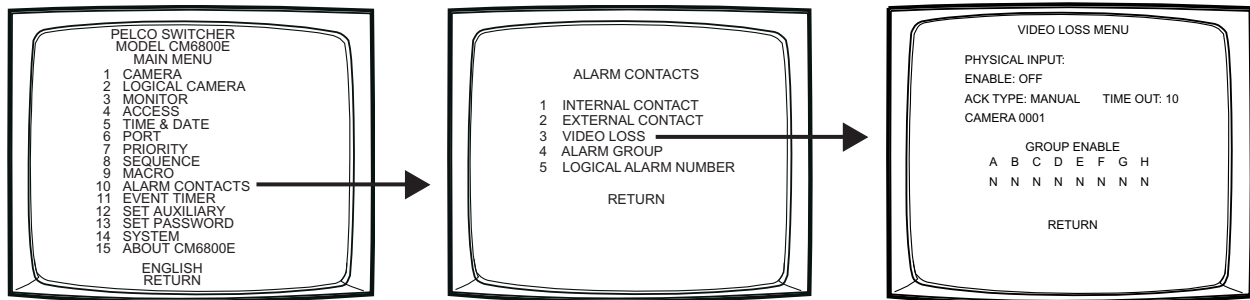 PELCO SWITCHER
MODEL CM6800E
MAIN MENU
1 CAMERA
2 LOGICAL CAMERA
3 MONITOR
4 ACCESS
5 TIME & DATE
6 PORT
7 PRIORITY
8 SEQUENCE
9 MACRO
10 ALARM CONTACTS
11 EVENT TIMER
12 SET AUXILIARY
13 SET PASSWORD
14 SYSTEM
15 ABOUT CM6800E
ENGLISH
RETURN
ALARM CONTACTS
1 INTERNAL CONTACT
2 EXTERNAL CONTACT
3 VIDEO LOSS
4 ALARM GROUP
5 LOGICAL ALARM NUMBER
RETURN
VIDEO LOSS MENU
PHYSICAL INPUT:
ENABLE: OFF
ACK TYPE: MANUAL TIME OUT: 10
CAMERA 0001
GROUP ENABLE
A B C D E F G H
N N N N N N N N
RETURN